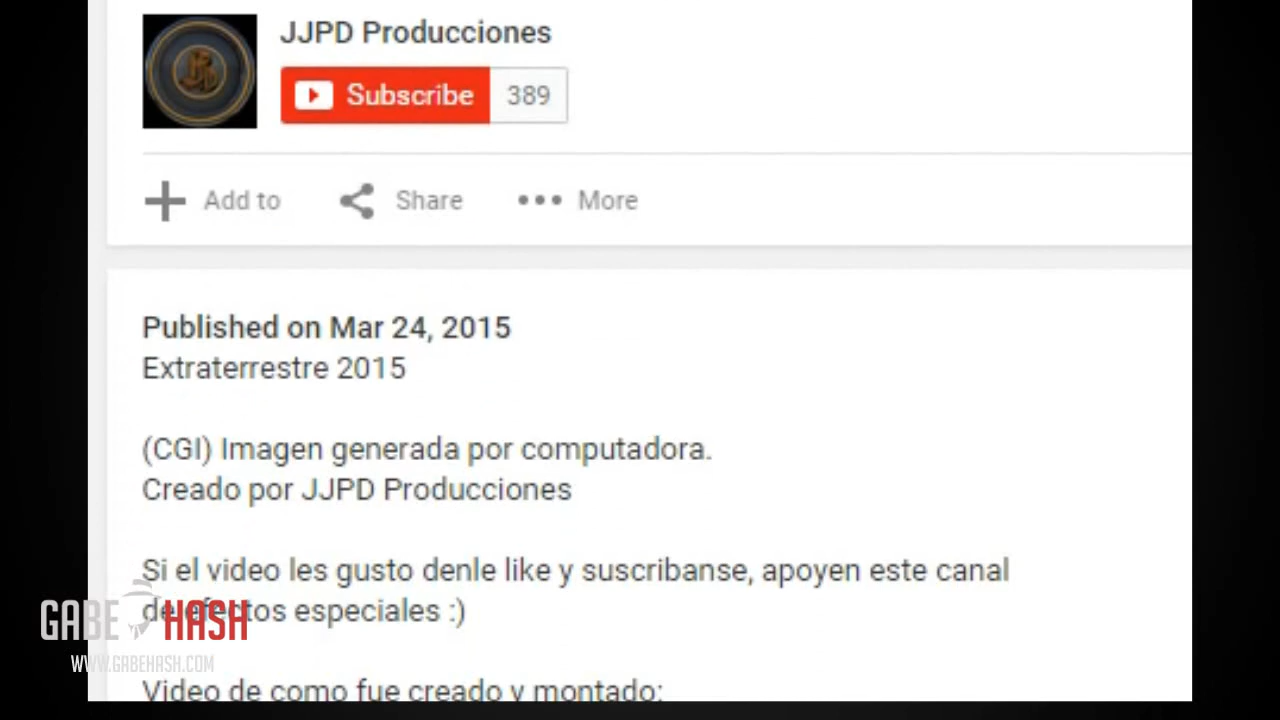 JJPD Producciones
Subscribe 389
Add to Share More
Published on Mar 24, 2015
Extraterrestre 2015
(CGI) Imagen generada por computadora.
Creado por JJPD Producciones
Si el video les gusto denle like y suscribanse, apoyen este canal
de efectos especiales :)
GABE HASH
WWW.GABEHASH.COM
Video de como fue creado y montado: